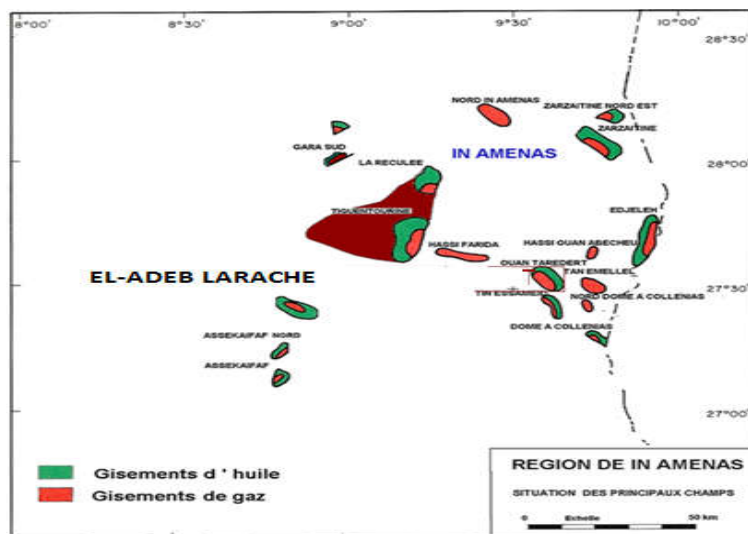 8°00' 8°30' 9°00' 9°30' 10°00'
28°30'
NORD IN AMENAS
ZARZAITINE NORD EST
ZARZAITINE
GARA SUD
LA RECULEE
IN AMENAS
28°00'
TIGUENTOURINE
EDJELEH
HASSI FARIDA
HASSI OUAN ABECHEU
OUAN TAREDERT
TAN EMELLEL
EL-ADEB LARACHE
27°30'
TIN ESSAMEID
NORD DOME A COLLENIAS
DOME A COLLENIAS
ASSEKAIFAF NORD
ASSEKAIFAF
27°00'
Gisements d ' huile
Gisements de gaz
REGION DE IN AMENAS
SITUATION DES PRINCIPAUX CHAMPS
0 Echelle 50 km